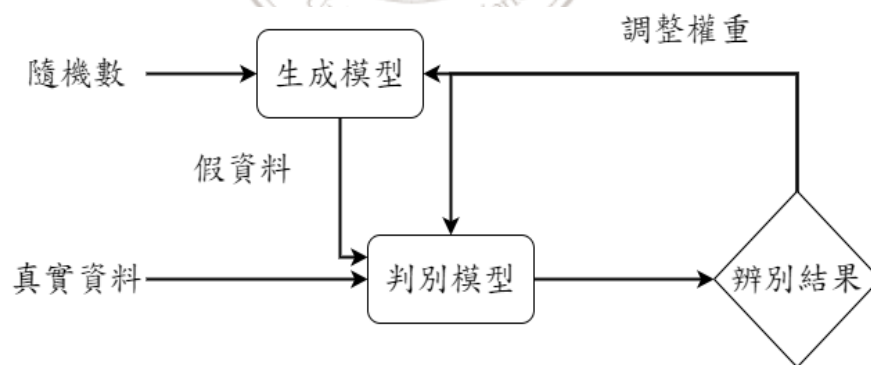 調整權重
隨機數
生成模型
假資料
真實資料
判別模型
辨別結果